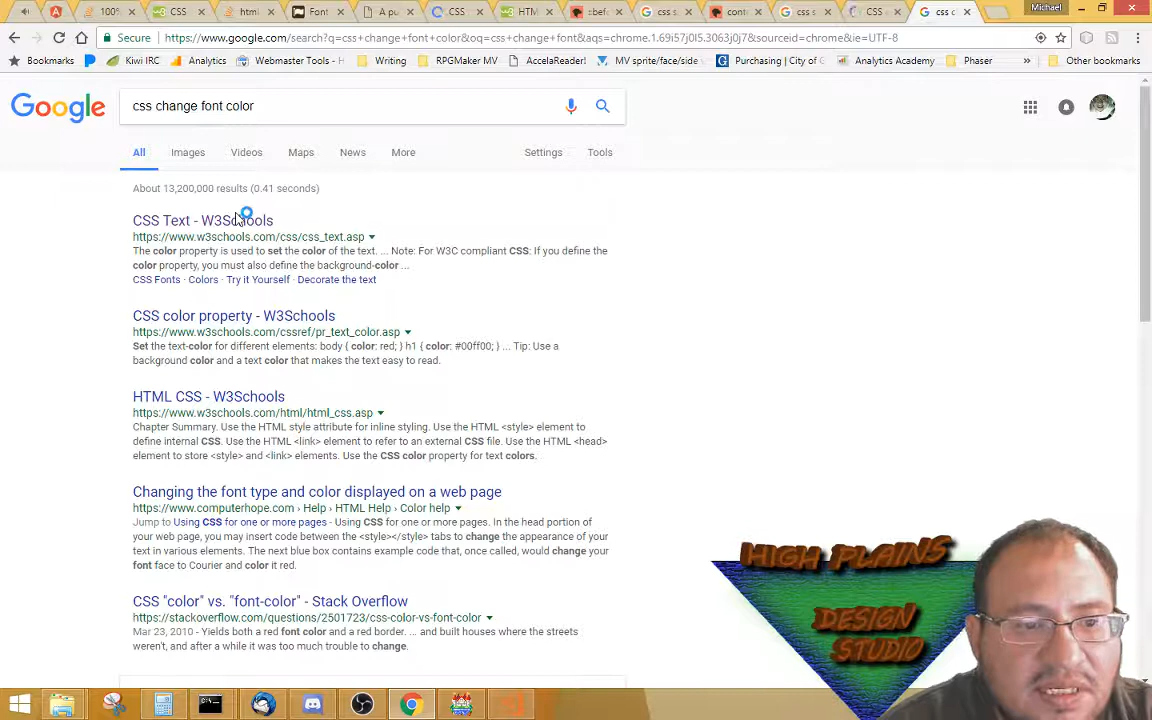 100%
CSS
html
Font
A pu
CSS
HTM
:befo
css s
cont
css s
CSS
css c
Michael
Secure
https://www.google.com/search?q=css+change+font+color&oq=css+change+font&aqs=chrome.1.69i57j0l5.3063j0j7&sourceid=chrome&ie=UTF-8
Bookmarks
Kiwi IRC
Analytics
Webmaster Tools - H
Writing
RPGMaker MV
AccelaReader!
MV sprite/face/side
Purchasing | City of
Analytics Academy
Phaser
»
Other bookmarks
Google
css change font color
All
Images
Videos
Maps
News
More
Settings
Tools
About 13,200,000 results (0.41 seconds)
CSS Text - W3Schools
https://www.w3schools.com/css/css_text.asp
The color property is used to set the color of the text. ... Note: For W3C compliant CSS: If you define the
color property, you must also define the background-color ...
CSS Fonts · Colors · Try it Yourself · Decorate the text
CSS color property - W3Schools
https://www.w3schools.com/cssref/pr_text_color.asp
Set the text-color for different elements: body { color: red; } h1 { color: #00ff00; } ... Tip: Use a
background color and a text color that makes the text easy to read.
HTML CSS - W3Schools
https://www.w3schools.com/html/html_css.asp
Chapter Summary. Use the HTML style attribute for inline styling. Use the HTML <style> element to
define internal CSS. Use the HTML <link> element to refer to an external CSS file. Use the HTML <head>
element to store <style> and <link> elements. Use the CSS color property for text colors.
Changing the font type and color displayed on a web page
https://www.computerhope.com › Help › HTML Help › Color help
Jump to Using CSS for one or more pages - Using CSS for one or more pages. In the head portion of
your web page, you may insert code between the <style></style> tabs to change the appearance of your
text in various elements. The next blue box contains example code that, once called, would change your
font face to Courier and color it red.
CSS "color" vs. "font-color" - Stack Overflow
https://stackoverflow.com/questions/2501723/css-color-vs-font-color
Mar 23, 2010 - Yields both a red font color and a red border. ... and built houses where the streets
weren't, and after a while it was too much trouble to change.
HIGH PLAINS
DESIGN
STUDIO